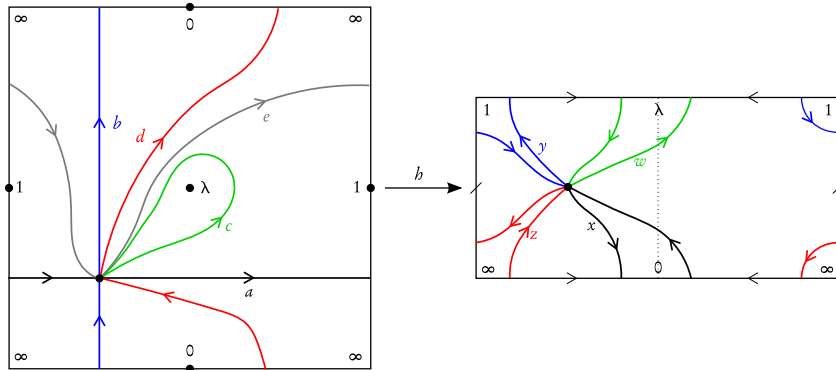 ∞ 0 ∞
d
b e
1 λ 1
c
a
∞ 0 ∞
h
1 λ 1
y w
x
z
∞ 0 ∞